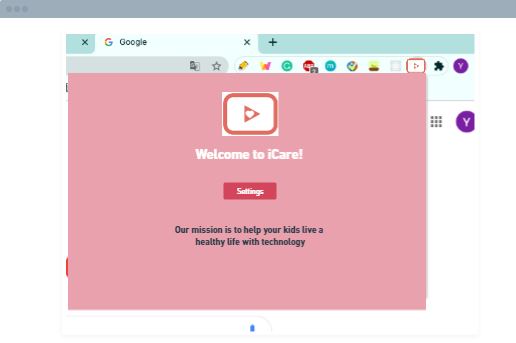 Google
Y
Y
Welcome to iCare!
Settings
Our mission is to help your kids live a
healthy life with technology